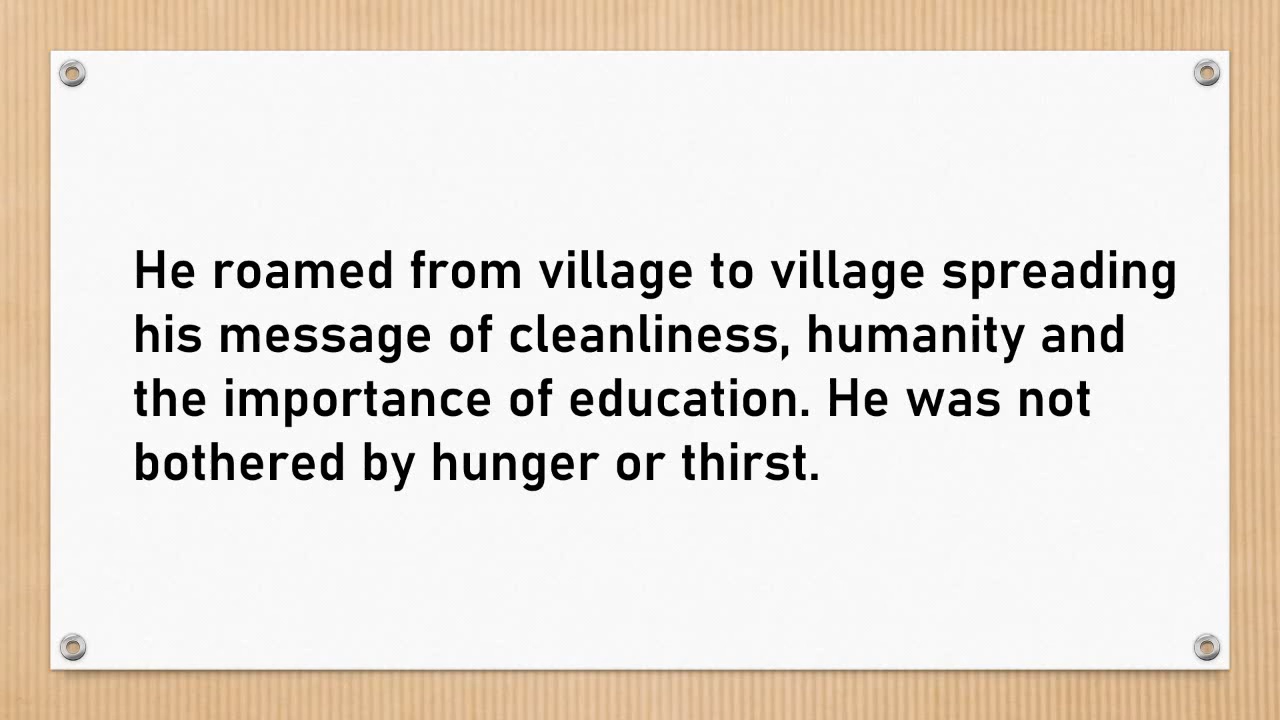 He roamed from village to village spreading
his message of cleanliness, humanity and
the importance of education. He was not
bothered by hunger or thirst.